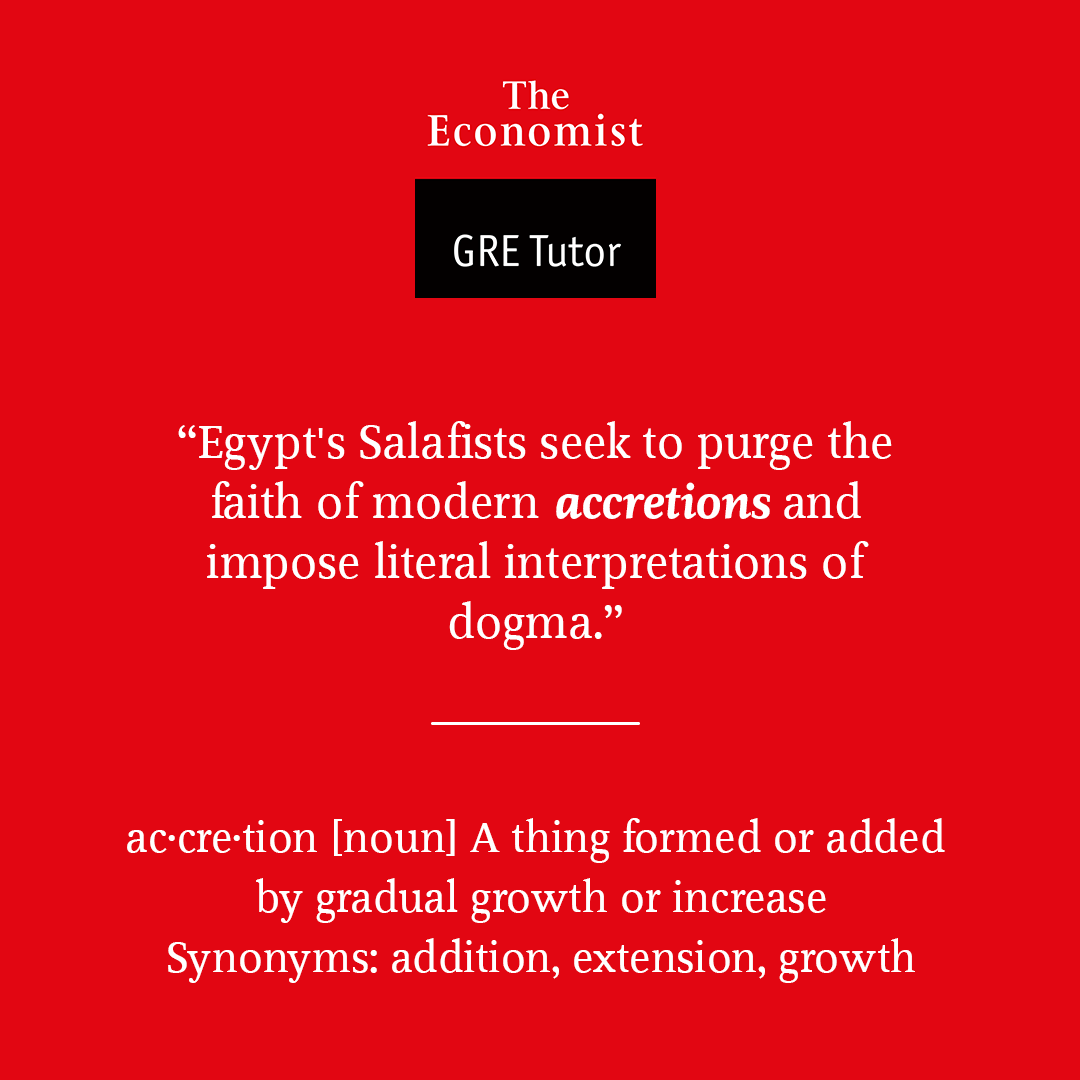 The
Economist
GRE Tutor
“Egypt's Salafists seek to purge the
faith of modern accretions and
impose literal interpretations of
dogma.”
ac·cre·tion [noun] A thing formed or added
by gradual growth or increase
Synonyms: addition, extension, growth